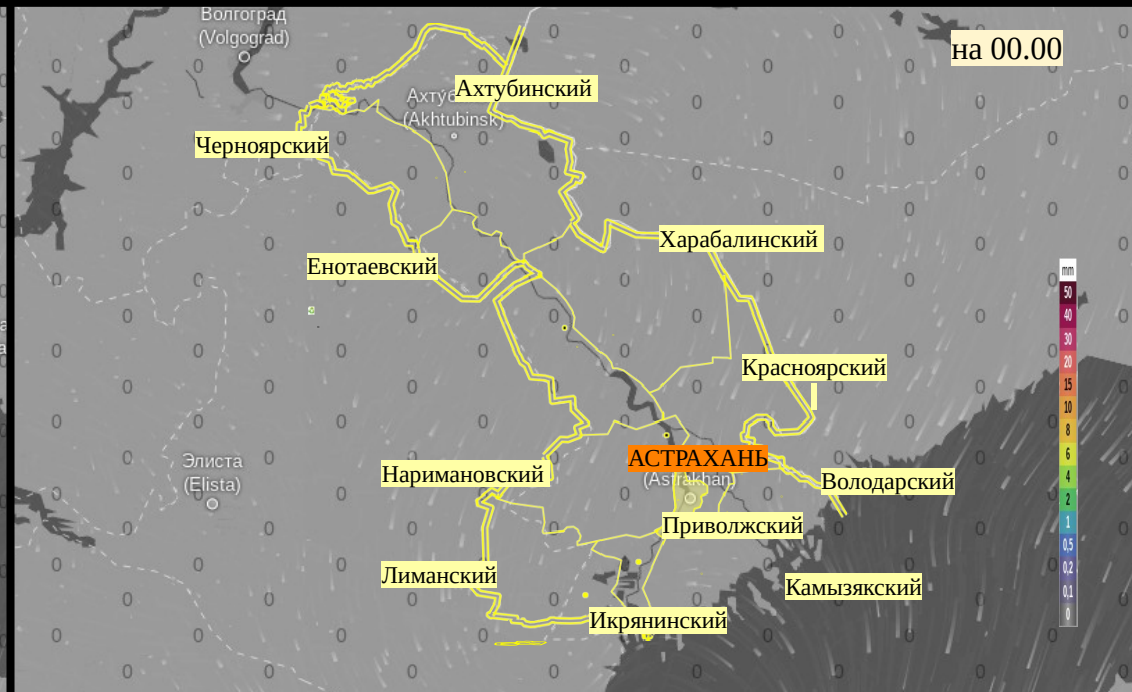 Волгоград
(Volgograd)
на 00.00
Ахтубинский
(Akhtubinsk)
Черноярский
Харабалинский
Енотаевский
mm
50
40
30
20
15
10
8
6
4
2
1
0,5
0,2
0,1
0
Красноярский
АСТРАХАНЬ
(Astrakhan)
Элиста
(Elista)
Наримановский
Володарский
Приволжский
Лиманский
Камызякский
Икрянинский